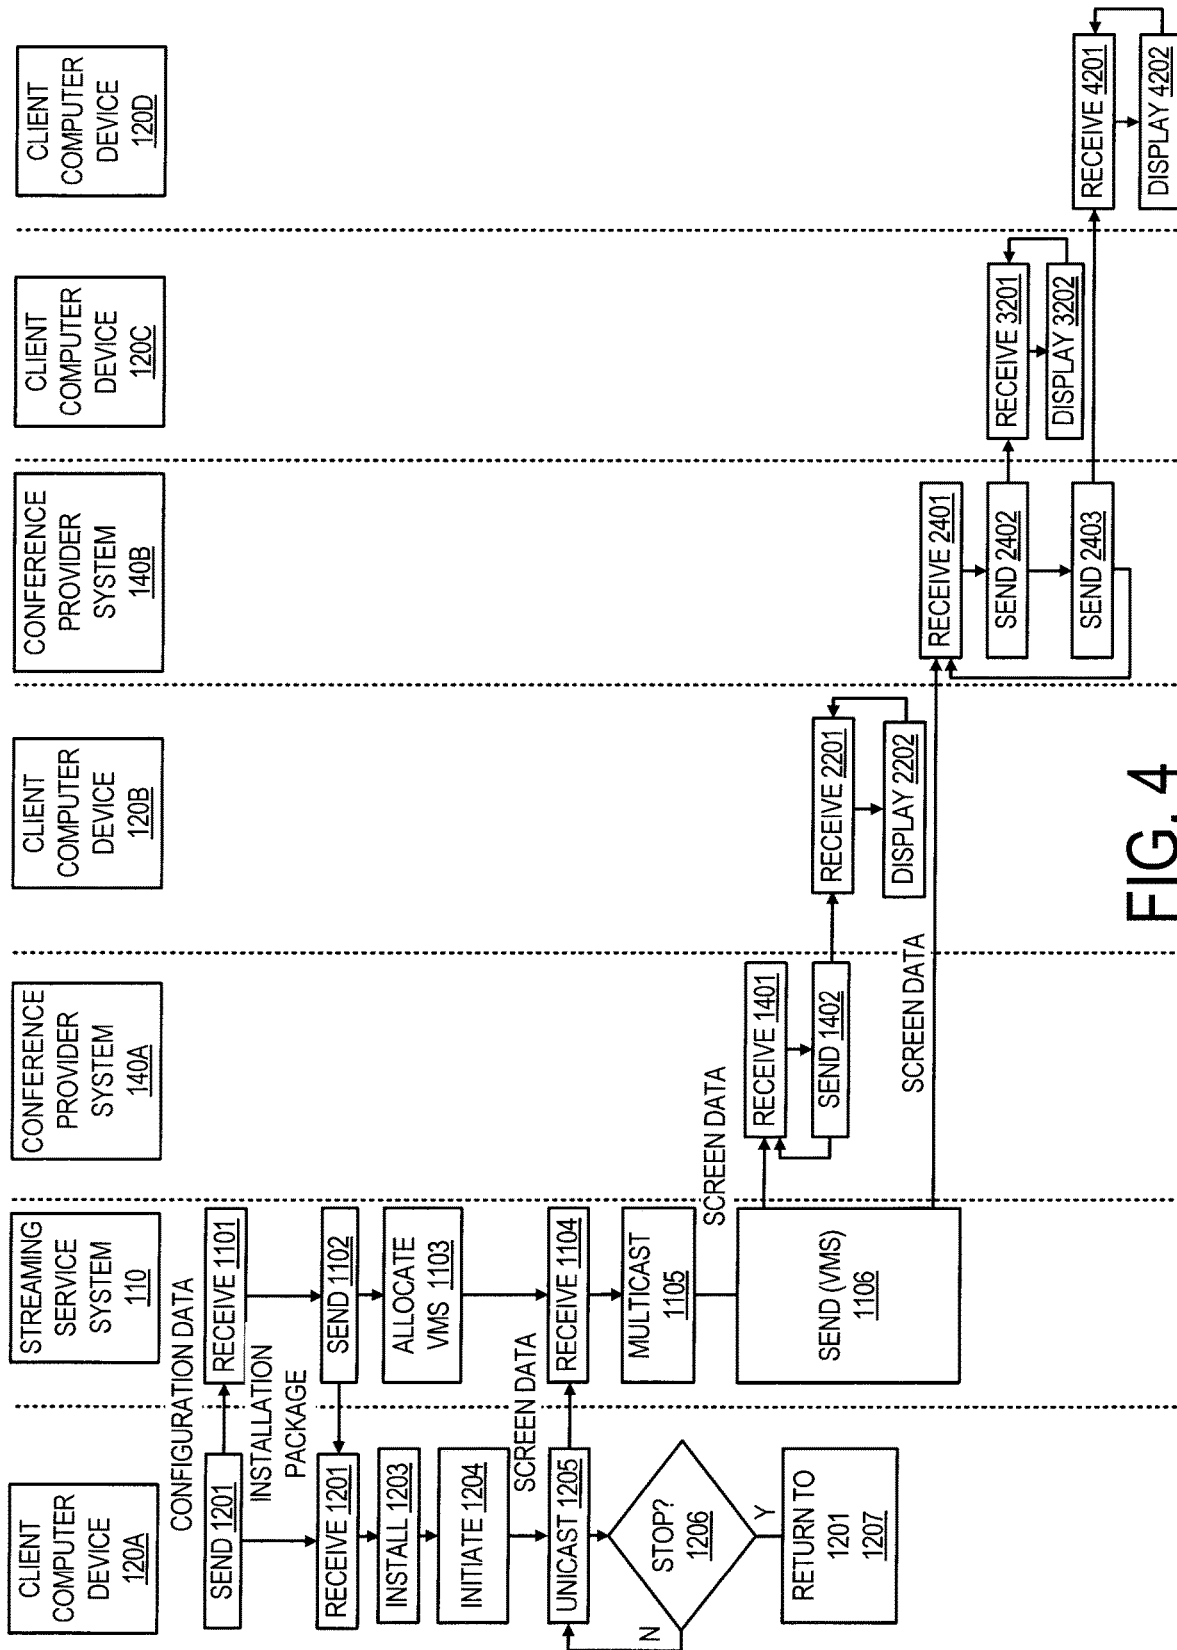 CLIENT
COMPUTER
DEVICE
120A
STREAMING
SERVICE
SYSTEM
110
CONFERENCE
PROVIDER
SYSTEM
140A
CLIENT
COMPUTER
DEVICE
120B
CONFERENCE
PROVIDER
SYSTEM
140B
CLIENT
COMPUTER
DEVICE
120C
CLIENT
COMPUTER
DEVICE
120D
CONFIGURATION DATA
SEND 1201
RECEIVE 1101
INSTALLATION
PACKAGE
RECEIVE 1201
SEND 1102
INSTALL 1203
ALLOCATE
VMS 1103
INITIATE 1204
SCREEN DATA
UNICAST 1205
RECEIVE 1104
STOP?
1206
N
Y
MULTICAST
1105
RETURN TO
1201
1207
SCREEN DATA
SEND (VMS)
1106
RECEIVE 1401
SEND 1402
RECEIVE 2201
DISPLAY 2202
SCREEN DATA
RECEIVE 2401
SEND 2402
RECEIVE 3201
DISPLAY 3202
SEND 2403
RECEIVE 4201
DISPLAY 4202
FIG. 4